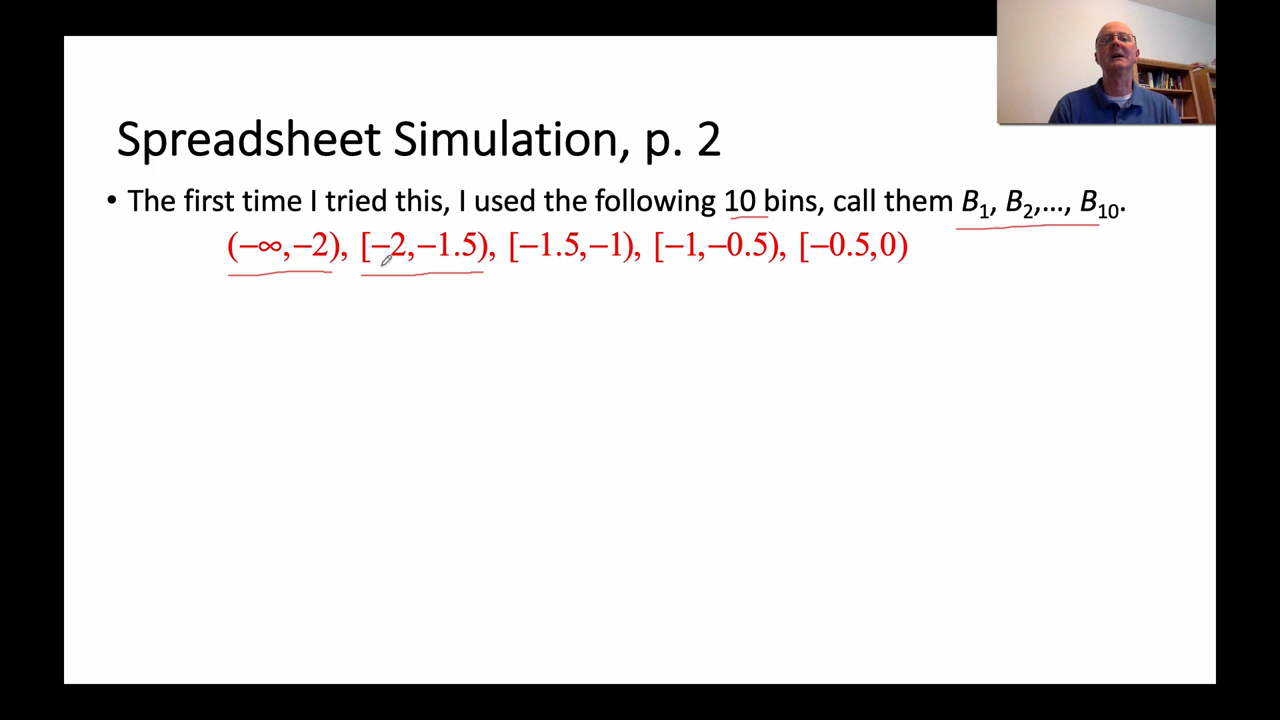 Spreadsheet Simulation, p. 2
• The first time I tried this, I used the following 10 bins, call them B₁, B₂,…, B₁₀.
(−∞,−2), [−2,−1.5), [−1.5,−1), [−1,−0.5), [−0.5,0)